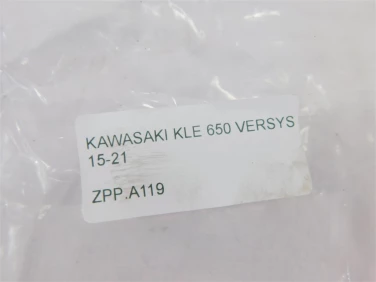 KAWASAKI KLE 650 VERSYS
15-21
ZPP.A119